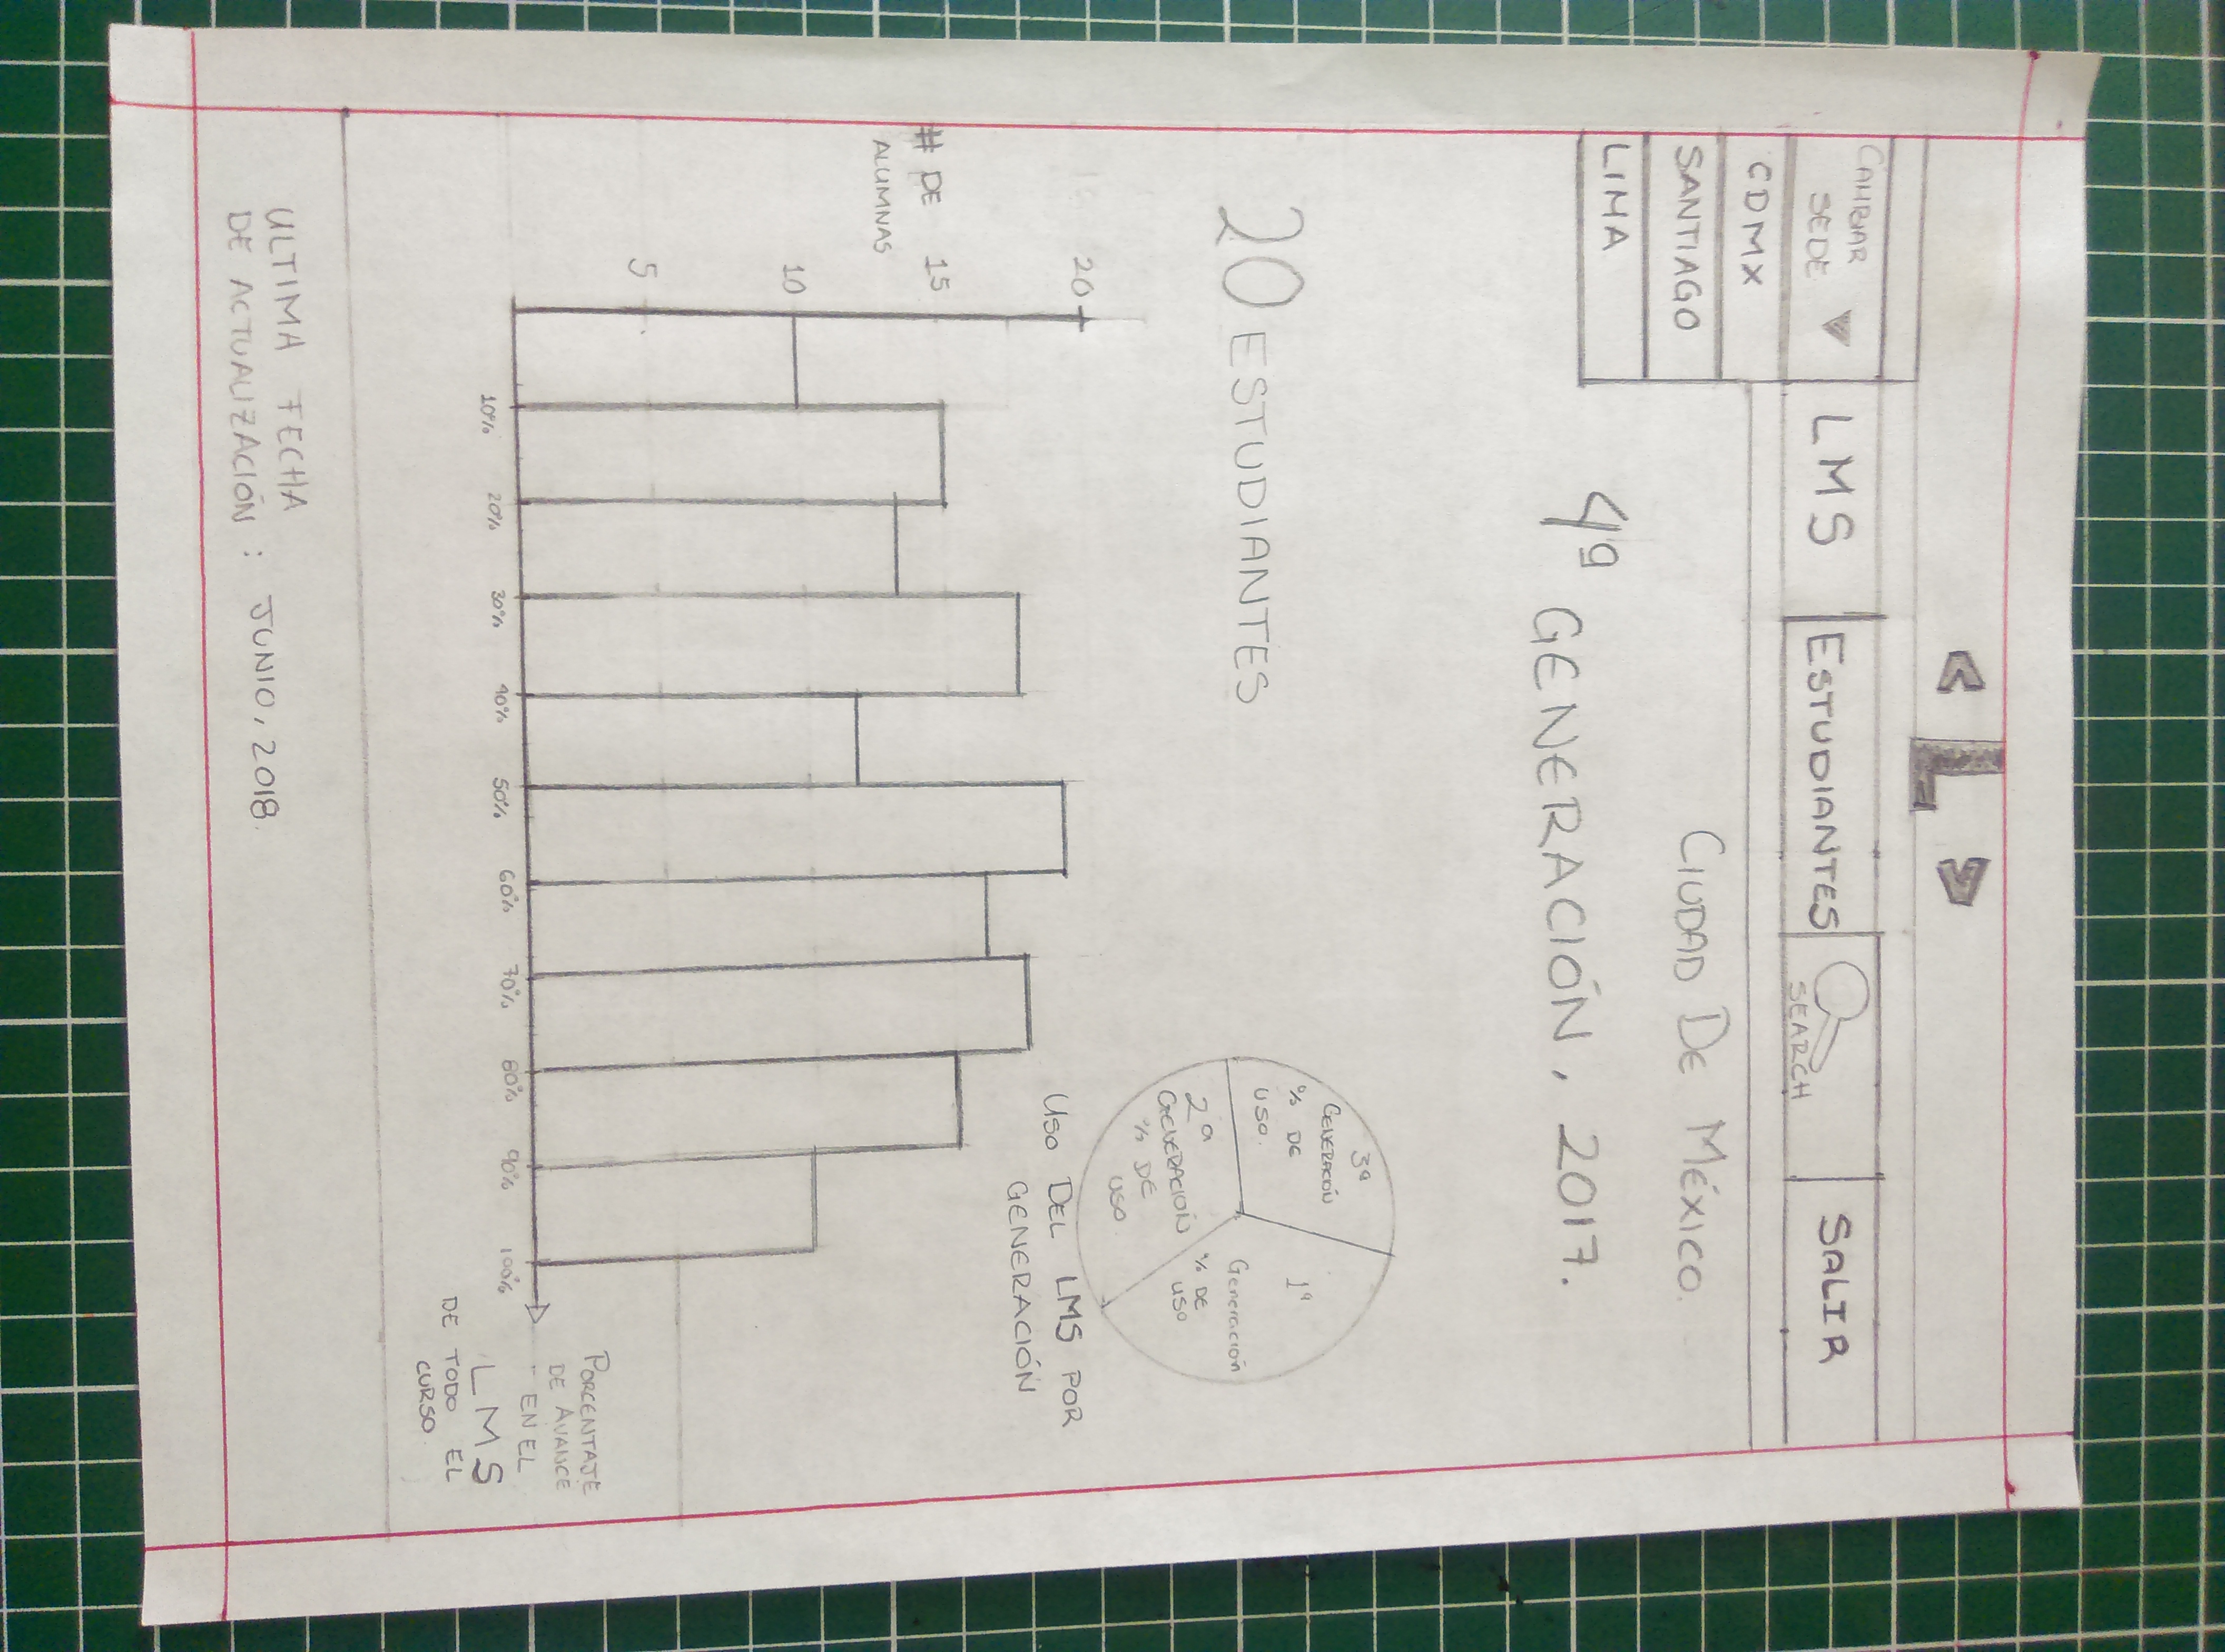 < L >
CAMBIAR
SEDE ▼
LMS
ESTUDIANTES
SEARCH
SALIR
CDMX
SANTIAGO
LIMA
CIUDAD DE MÉXICO.
4ª GENERACIÓN, 2017.
20 ESTUDIANTES
3ª
GENERACIÓN
% DE
USO.
1ª
Generación
% DE
USO
2ª
GENERACIÓN
% DE
USO
USO DEL LMS POR
GENERACIÓN
# DE
ALUMNAS
20
15
10
5
10% 20% 30% 40% 50% 60% 70% 80% 90% 100%
PORCENTAJE
DE AVANCE
EN EL
LMS
DE TODO EL
CURSO
ULTIMA FECHA
DE ACTUALIZACIÓN : JUNIO, 2018.